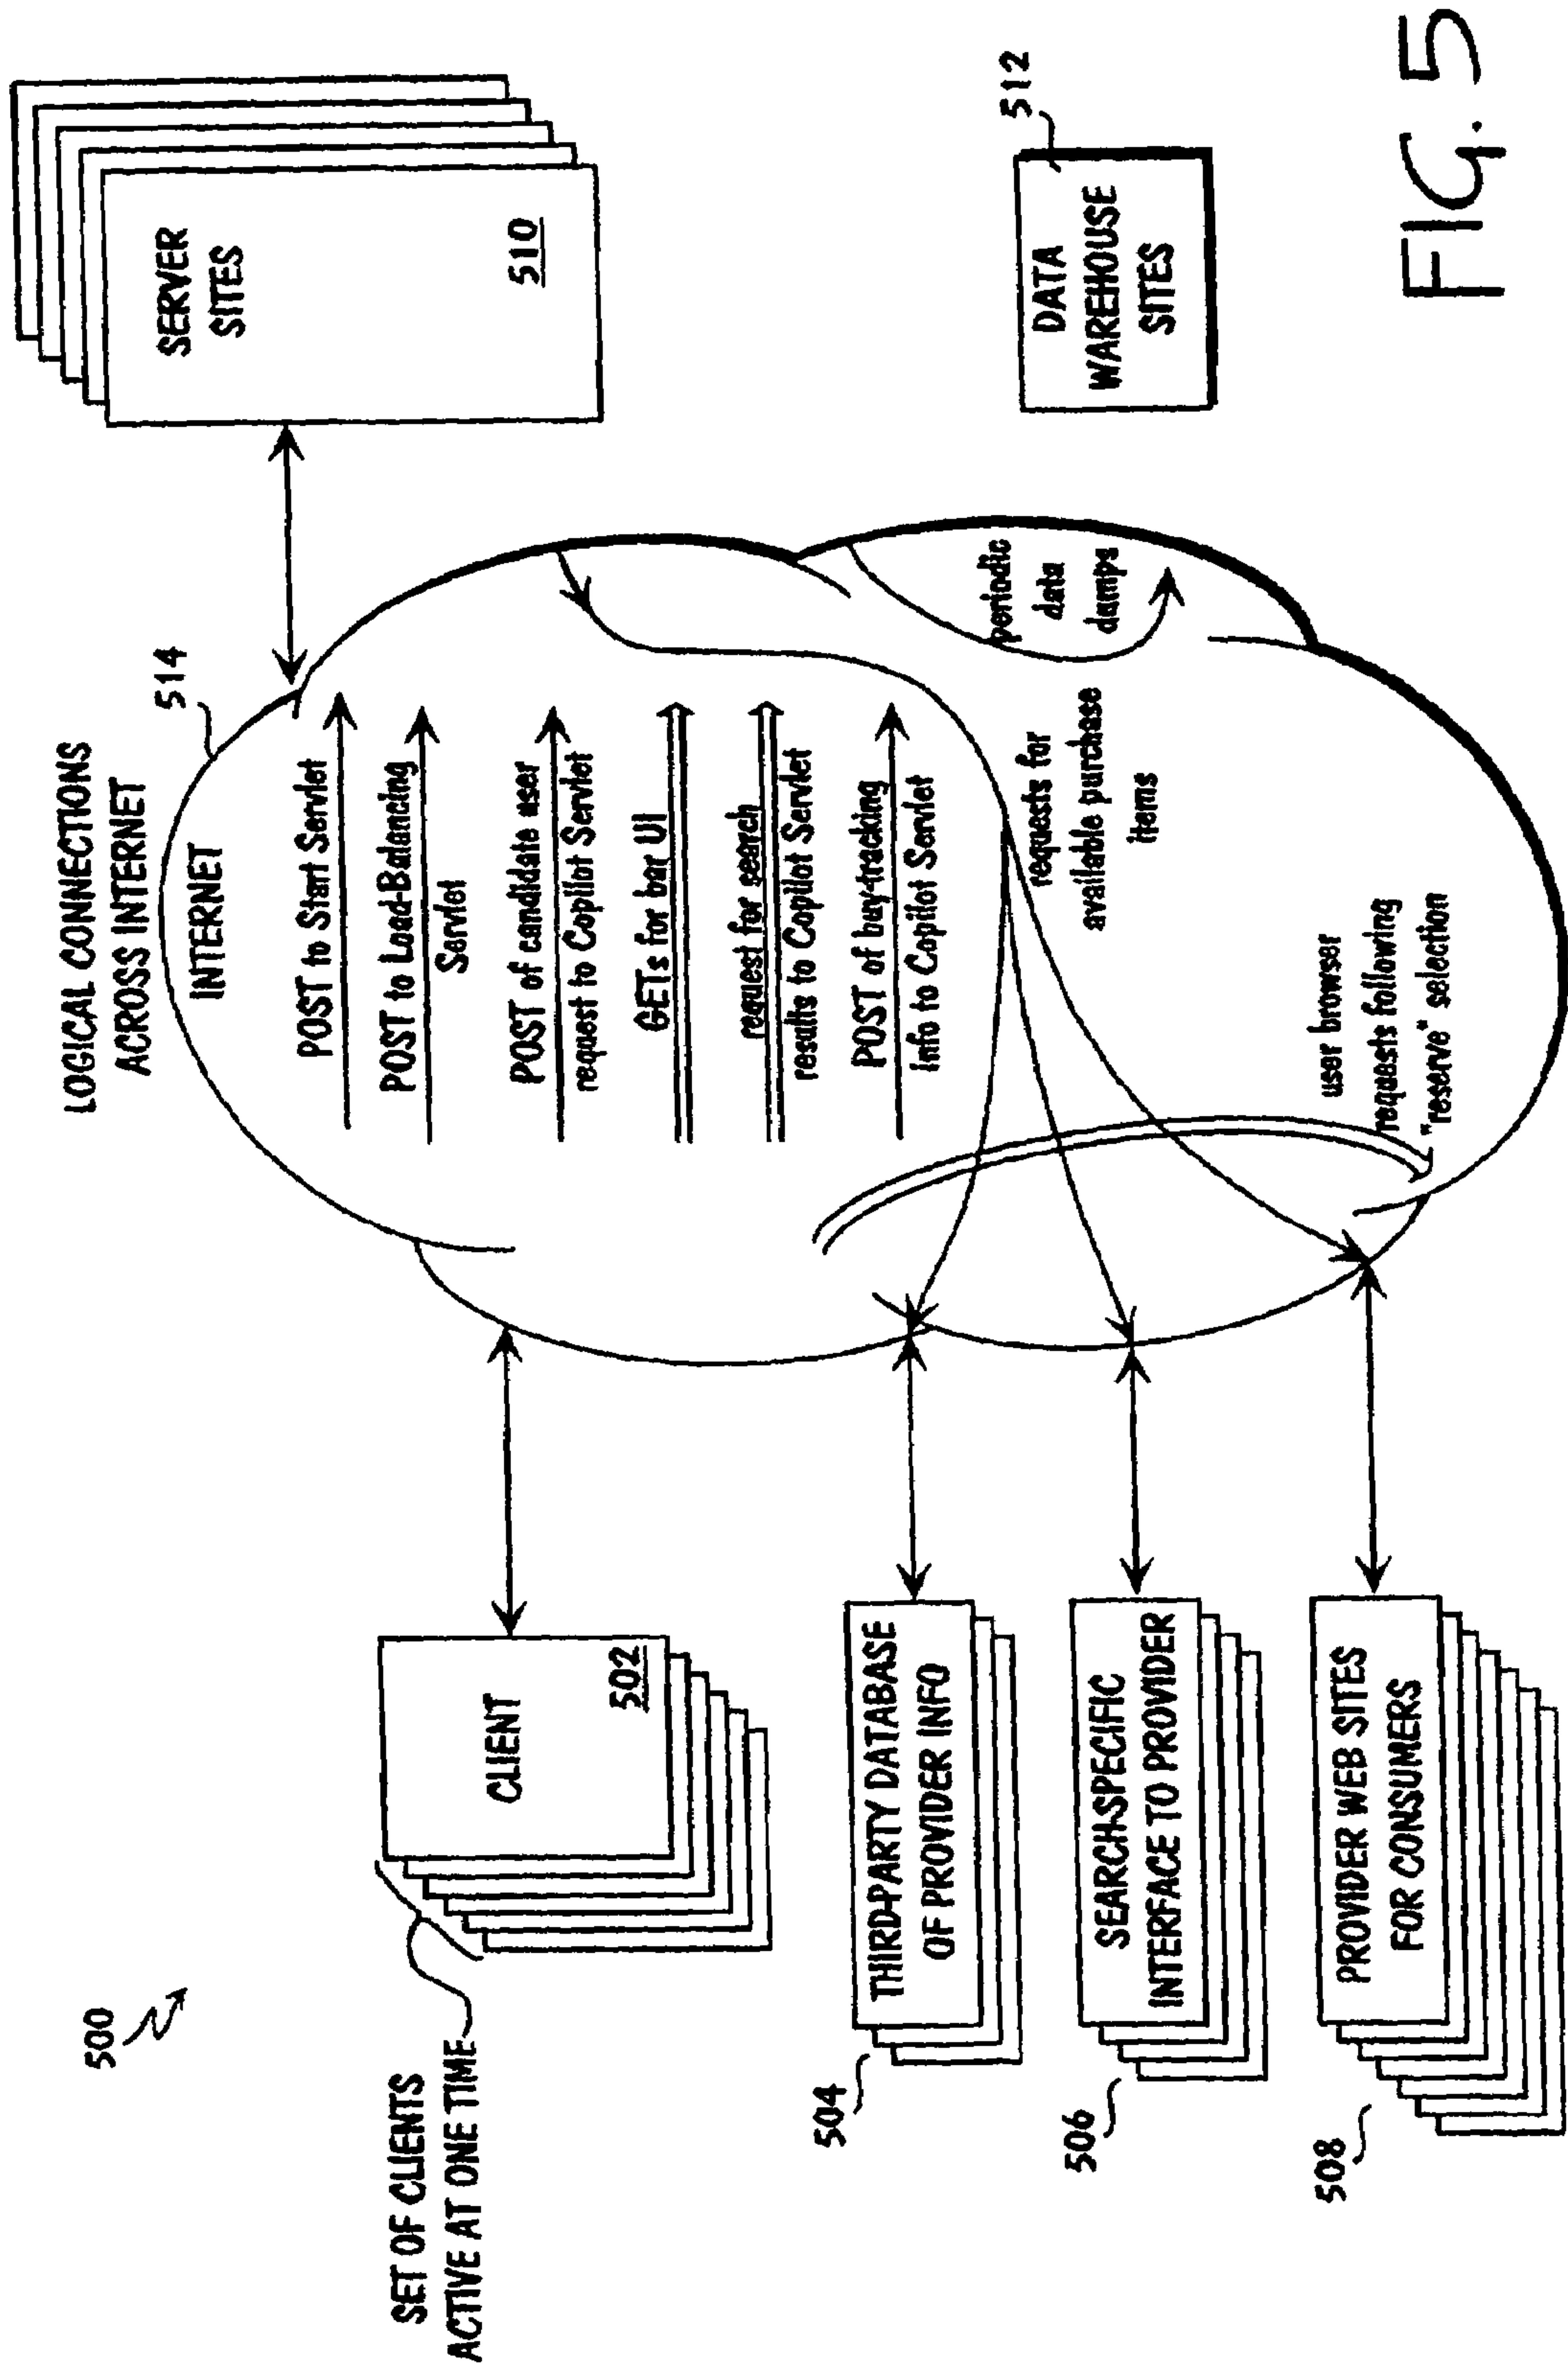 500
LOGICAL CONNECTIONS
ACROSS INTERNET
514
INTERNET
SET OF CLIENTS
ACTIVE AT ONE TIME
CLIENT
502
POST to Start Servlet
POST to Load-Balancing
Servlet
POST of candidate user
request to Copilot Servlet
GETs for bar UI
request for search
results to Copilot Servlet
POST of buy-tracking
Info to Copilot Servlet
SERVER
SITES
510
504
THIRD-PARTY DATABASE
OF PROVIDER INFO
506
SEARCH-SPECIFIC
INTERFACE TO PROVIDER
508
PROVIDER WEB SITES
FOR CONSUMERS
requests for
available purchase
items
periodic
data
dumps
user browser
requests following
"reserve" selection
DATA
WAREHOUSE
SITES
512
FIG. 5